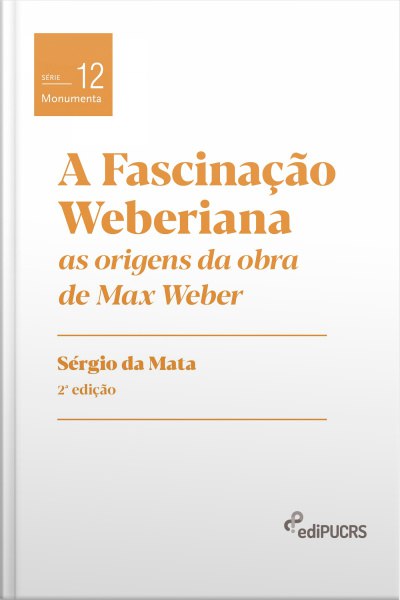 SÉRIE 12
Monumenta
A Fascinação
Weberiana
as origens da obra
de Max Weber
Sérgio da Mata
2ª edição
ediPUCRS